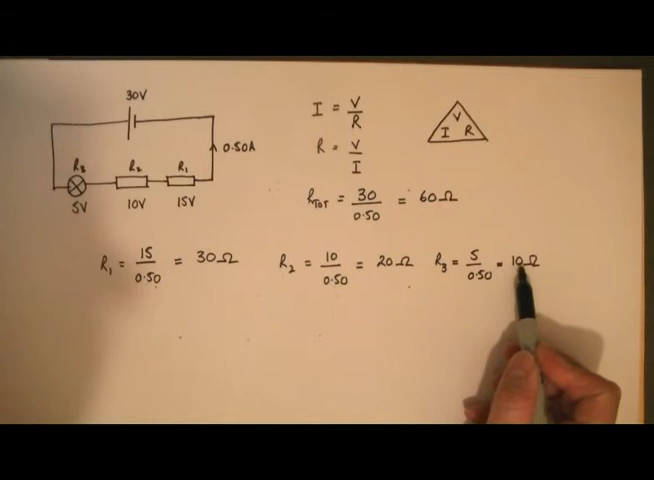 30V
0.50A
R₃ R₂ R₁
5V 10V 15V
I = V/R
R = V/I
V
I R
R_TOT = 30/0.50 = 60Ω
R₁ = 15/0.50 = 30Ω R₂ = 10/0.50 = 20Ω R₃ = 5/0.50 = 10Ω